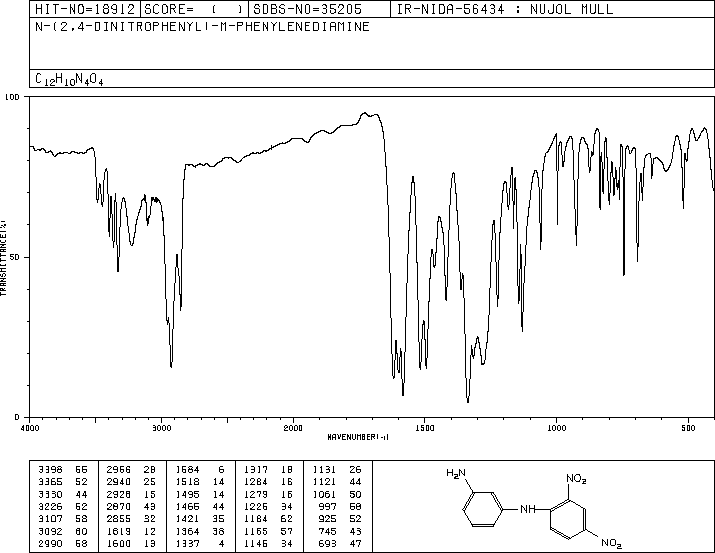 HIT-NO=18912 SCORE= ( ) SDBS-NO=35205 IR-NIDA-56434 : NUJOL MULL
N-(2,4-DINITROPHENYL)-M-PHENYLENEDIAMINE
C12H10N4O4
100
50
0
TRANSMITTANCE(%)
4000 3000 2000 1500 1000 500
WAVENUMBER(-1)
3398 55 2956 28 1584 6 1317 18 1131 26
3365 52 2940 25 1518 14 1284 16 1121 44
3330 44 2928 15 1495 14 1279 16 1061 50
3226 52 2870 49 1465 44 1226 34 997 58
3107 58 2855 32 1421 35 1184 62 925 52
3092 60 1619 12 1364 38 1165 57 745 43
2990 68 1600 13 1337 4 1146 34 693 47
H2N
NO2
NH
NO2